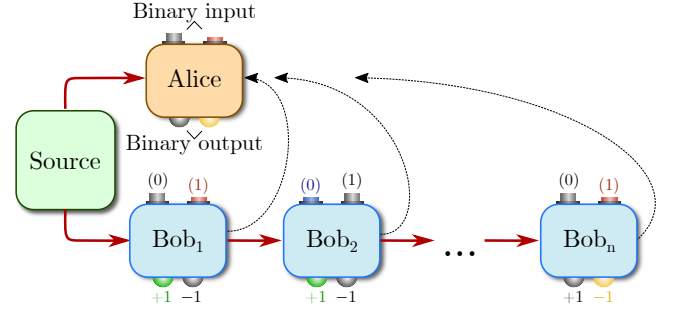 Binary input
Alice
Binary output
Source
(0) (1)
Bob1
+1 −1
(0) (1)
Bob2
+1 −1
...
(0) (1)
Bobn
+1 −1